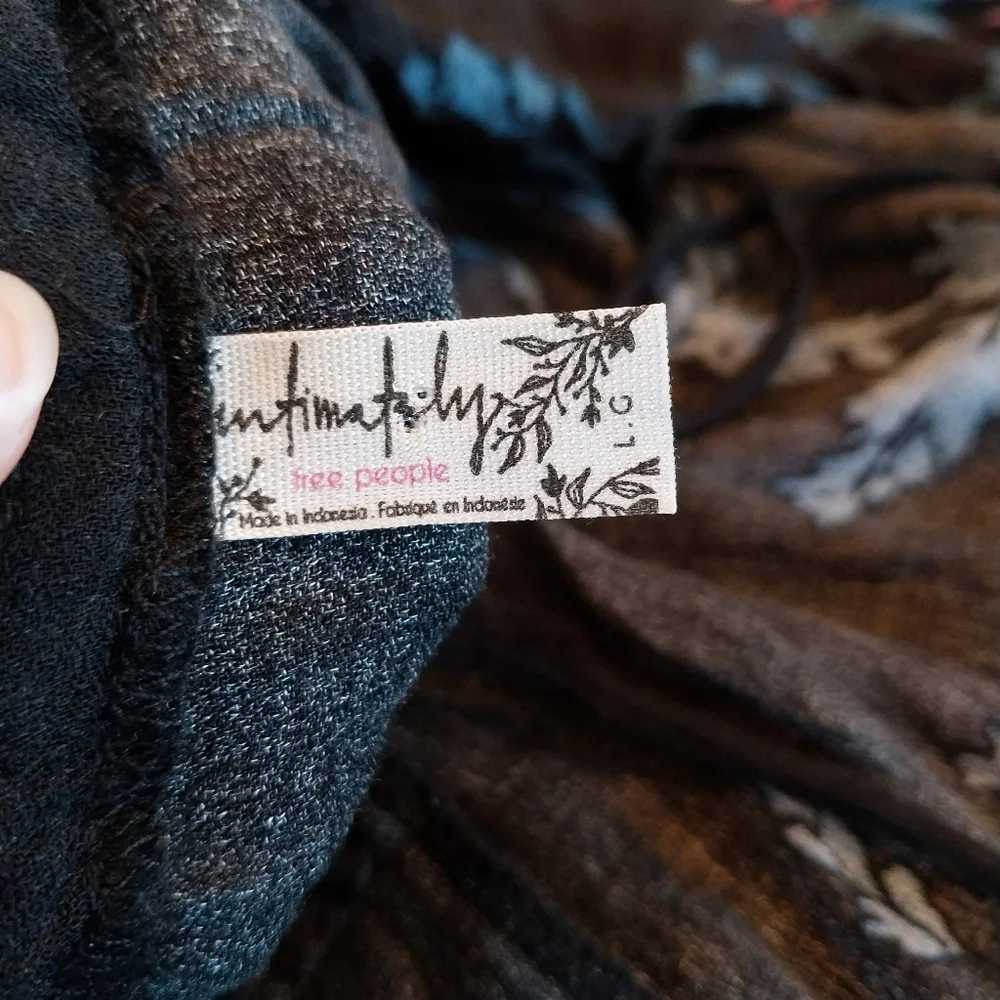 intimately
free people
Made in Indonesia . Fabriqué en Indonésie
L.G